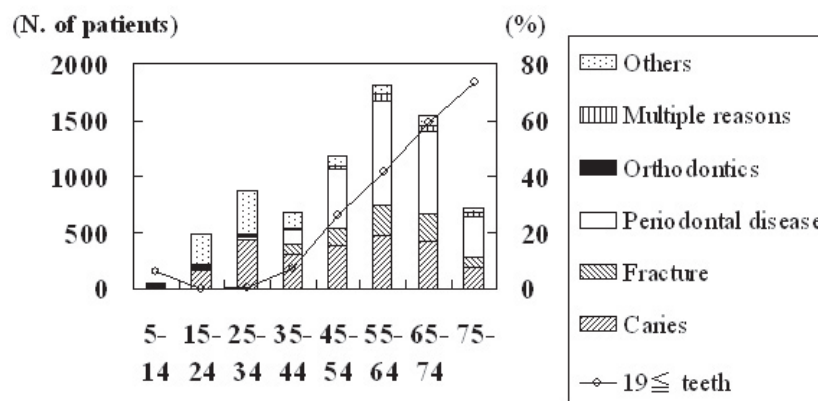 (N. of patients) (%)
2000 80
1500 60
1000 40
500 20
0 0
5- 15- 25- 35- 45- 55- 65- 75-
14 24 34 44 54 64 74
Others
Multiple reasons
Orthodontics
Periodontal disease
Fracture
Caries
19≦ teeth